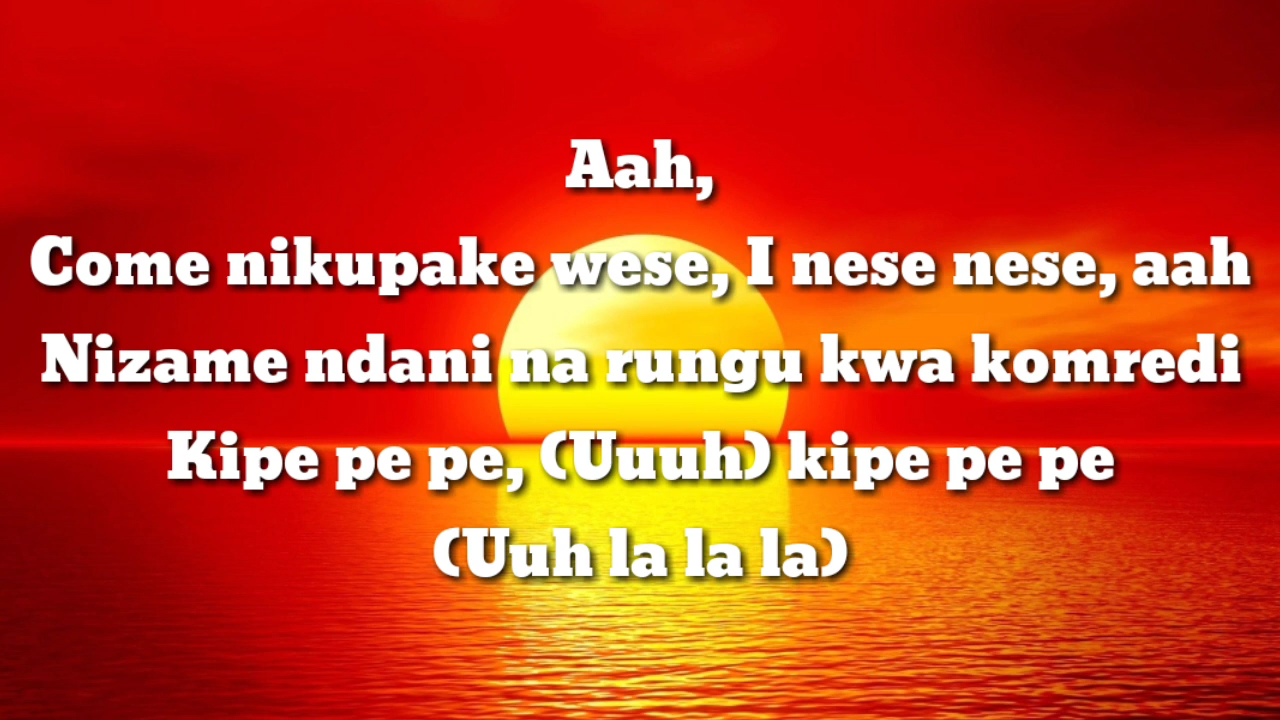 Aah,
Come nikupake wese, I nese nese, aah
Nizame ndani na rungu kwa komredi
Kipe pe pe, (Uuuh) kipe pe pe
(Uuh la la la)